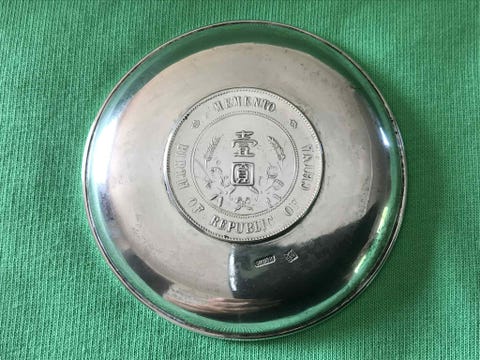 MEMENTO
壹
圓
BIRTH OF REPUBLIC OF CHINA